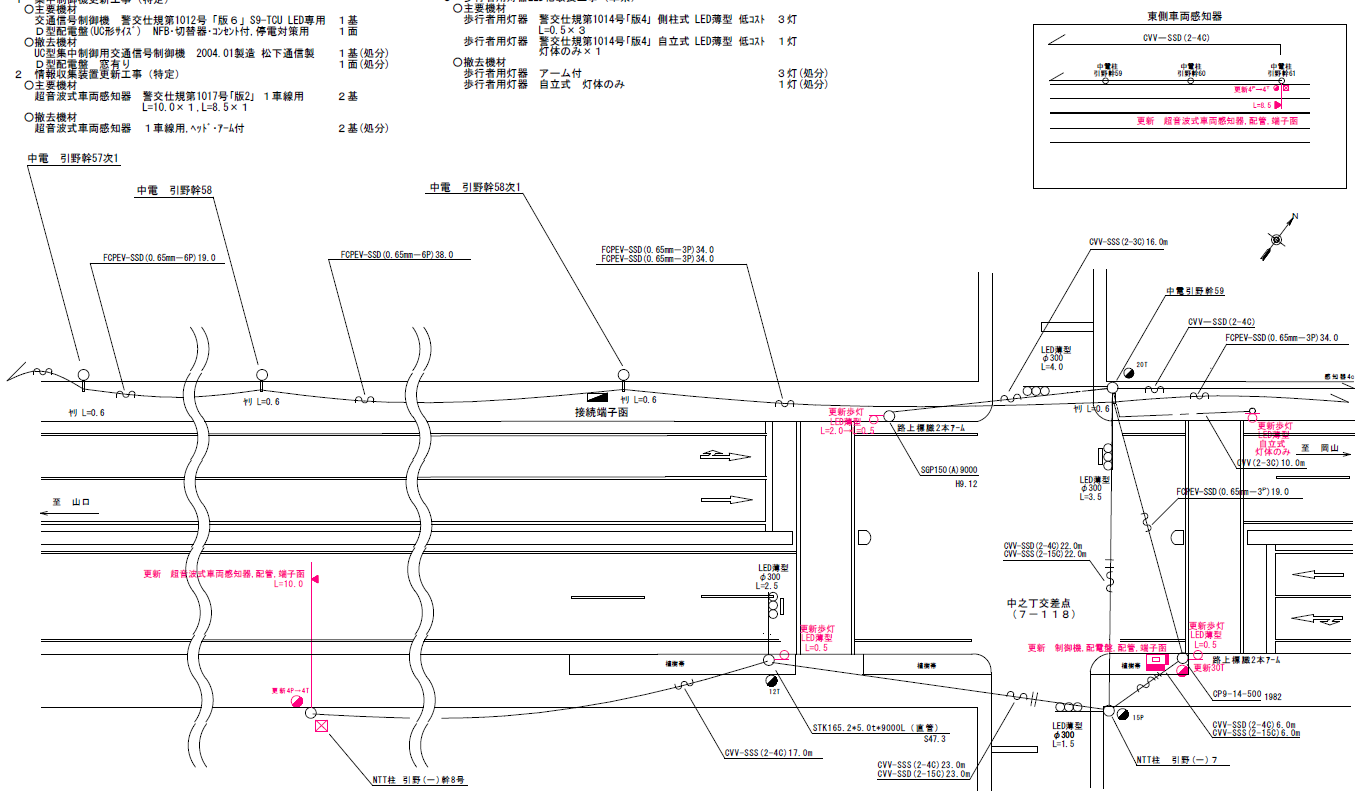 交通信号制御機　警交仕規第1012号「版６」S9-TCU LED専用　１基
Ｄ型配電盤(UC形ｻｲｽﾞ)　NFB･切替器･ｺﾝｾﾝﾄ付,停電対策用　１面
○撤去機材
UC型集中制御用交通信号制御機　2004.01製造 松下通信製　１基(処分)
Ｄ型配電盤　窓有り　１面(処分)
２　情報収集装置更新工事（特定）
○主要機材
超音波式車両感知器　警交仕規第1017号「版2」１車線用　２基
L=10.0×１,L=8.5×１
○撤去機材
超音波式車両感知器　１車線用,ﾍｯﾄﾞ･ｱｰﾑ付　２基(処分)
○主要機材
歩行者用灯器　警交仕規第1014号「版4」側柱式 LED薄型 低ｺｽﾄ　３灯
L=0.5×３
歩行者用灯器　警交仕規第1014号「版4」自立式 LED薄型 低ｺｽﾄ　１灯
灯体のみ×１
○撤去機材
歩行者用灯器　アーム付　３灯(処分)
歩行者用灯器　自立式　灯体のみ　１灯(処分)
東側車両感知器
CVV－SSD(2-4C)
中電柱
引野幹59
中電柱
引野幹60
中電柱
引野幹61
更新4P→4T
L=8.5
更新　超音波式車両感知器,配管,端子函
中電　引野幹57次1
中電　引野幹58
中電　引野幹58次1
FCPEV-SSD(0.65mm－6P)19.0
FCPEV-SSD(0.65mm－6P)38.0
FCPEV-SSD(0.65mm－3P)34.0
FCPEV-SSD(0.65mm－3P)34.0
CVV-SSS(2-3C)16.0m
N
中電引野幹59
CVV－SSD(2-4C)
FCPEV-SSD(0.65mm－3P)34.0
LED薄型
φ300
L=4.0
20T
ﾔﾘ L=0.6
ﾔﾘ L=0.6
ﾔﾘ L=0.6
ﾔﾘ L=0.6
接続端子函
更新歩灯
LED薄型
L=2.0→L=0.5
路上標識2本ｱｰﾑ
更新歩灯
LED薄型
自立式
灯体のみ
至　岡山
CVV(2-3C)10.0m
SGP150(A)9000
H9.12
LED薄型
φ300
L=3.5
FCPEV-SSD(0.65mm－3P)19.0
至　山口
CVV-SSD(2-4C)22.0m
CVV-SSS(2-15C)22.0m
更新　超音波式車両感知器,配管,端子函
L=10.0
LED薄型
φ300
L=2.5
中之丁交差点
(７－１１８)
更新歩灯
LED薄型
L=0.5
更新歩灯
LED薄型
L=0.5
更新　制御機,配電盤,配管,端子函
植樹帯
植樹帯
植樹帯
路上標識2本ｱｰﾑ
更新30T
更新4P→4T
12T
CP9-14-500 1982
15P
STK165.2*5.0t*9000L (直管)
S47.3
LED薄型
φ300
L=1.5
CVV-SSD(2-4C)6.0m
CVV-SSS(2-15C)6.0m
CVV-SSS(2-4C)17.0m
CVV-SSS(2-4C)23.0m
CVV-SSD(2-15C)23.0m
NTT柱　引野(一)７
NTT柱　引野(一)幹8号